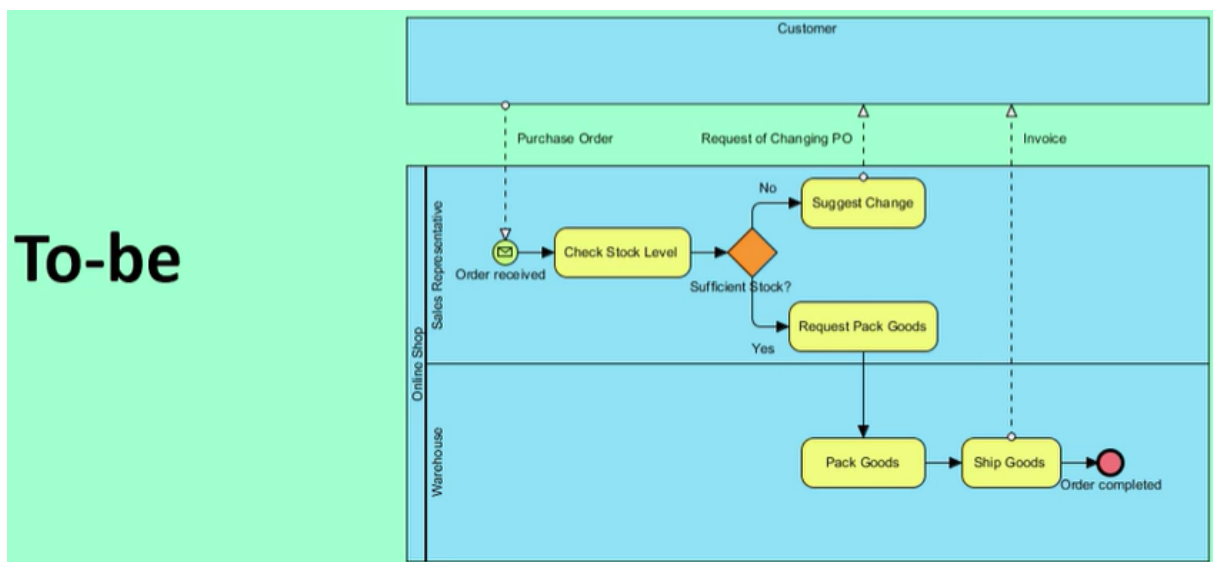 To-be
Customer
Purchase Order
Request of Changing PO
Invoice
Online Shop
Sales Representative
Order received
Check Stock Level
Sufficient Stock?
No
Suggest Change
Yes
Request Pack Goods
Warehouse
Pack Goods
Ship Goods
Order completed